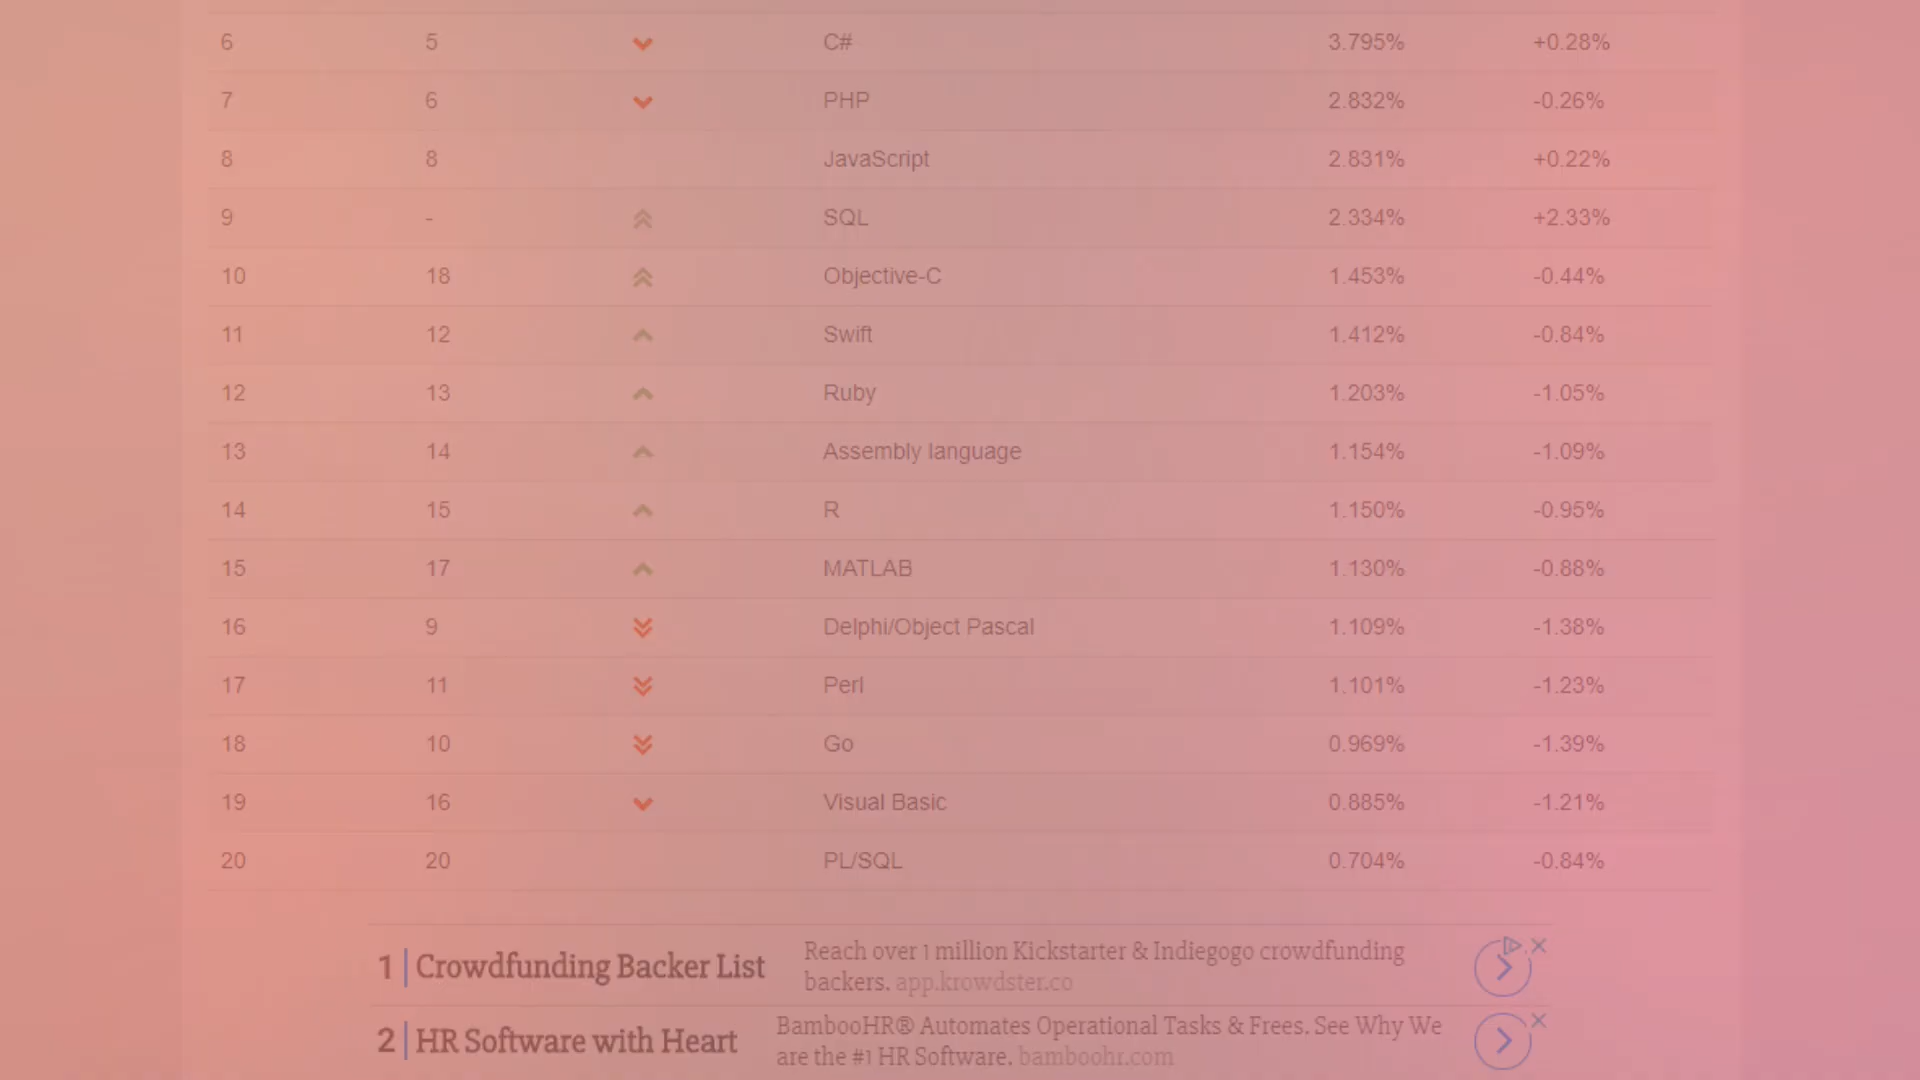 6 5 C# 3.795% +0.28%
7 6 PHP 2.832% -0.26%
8 8 JavaScript 2.831% +0.22%
9 - SQL 2.334% +2.33%
10 18 Objective-C 1.453% -0.44%
11 12 Swift 1.412% -0.84%
12 13 Ruby 1.203% -1.05%
13 14 Assembly language 1.154% -1.09%
14 15 R 1.150% -0.95%
15 17 MATLAB 1.130% -0.88%
16 9 Delphi/Object Pascal 1.109% -1.38%
17 11 Perl 1.101% -1.23%
18 10 Go 0.969% -1.39%
19 16 Visual Basic 0.885% -1.21%
20 20 PL/SQL 0.704% -0.84%
1 Crowdfunding Backer List
Reach over 1 million Kickstarter & Indiegogo crowdfunding
backers. app.krowdster.co
2 HR Software with Heart
BambooHR® Automates Operational Tasks & Frees. See Why We
are the #1 HR Software. bamboohr.com